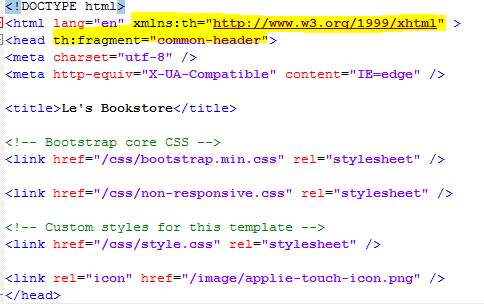 <!DOCTYPE html>
<html lang="en" xmlns:th="http://www.w3.org/1999/xhtml" >
<head th:fragment="common-header">
<meta charset="utf-8" />
<meta http-equiv="X-UA-Compatible" content="IE=edge" />
<title>Le's Bookstore</title>
<!-- Bootstrap core CSS -->
<link href="/css/bootstrap.min.css" rel="stylesheet" />
<link href="/css/non-responsive.css" rel="stylesheet" />
<!-- Custom styles for this template -->
<link href="/css/style.css" rel="stylesheet" />
<link rel="icon" href="/image/applie-touch-icon.png" />
</head>